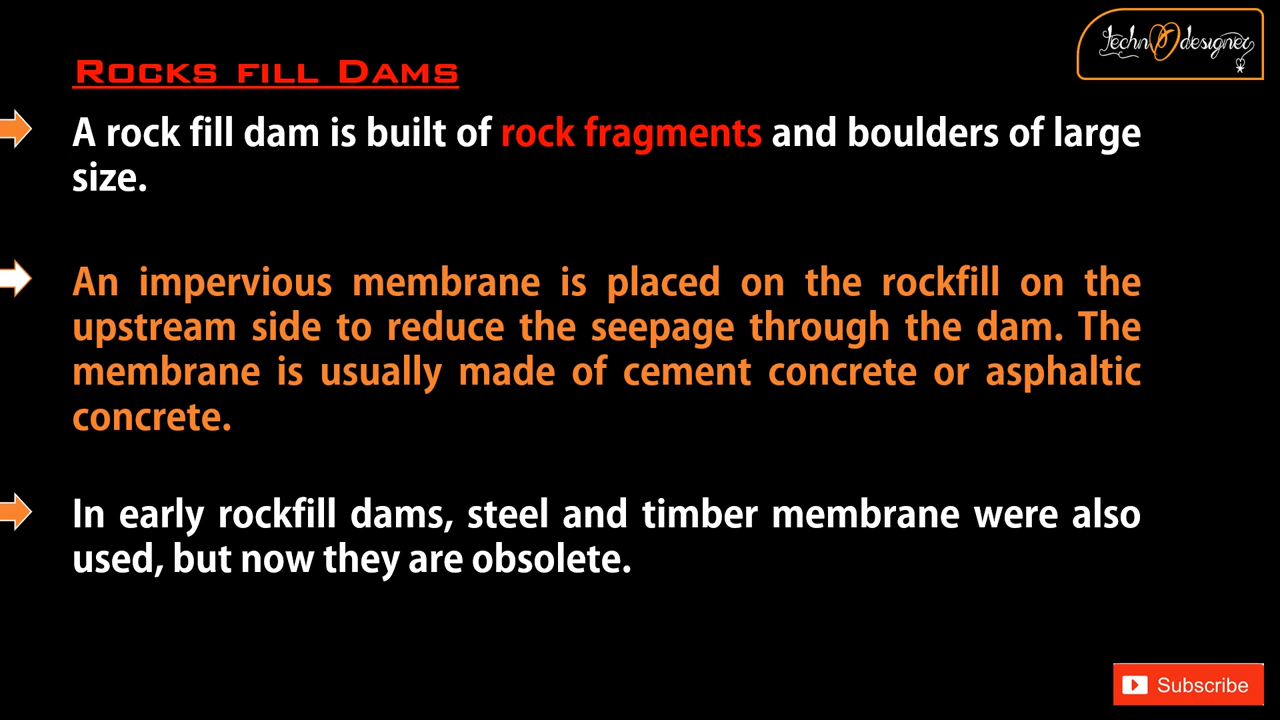 Techno designer
Rocks fill Dams
A rock fill dam is built of rock fragments and boulders of large
size.
An impervious membrane is placed on the rockfill on the
upstream side to reduce the seepage through the dam. The
membrane is usually made of cement concrete or asphaltic
concrete.
In early rockfill dams, steel and timber membrane were also
used, but now they are obsolete.
Subscribe